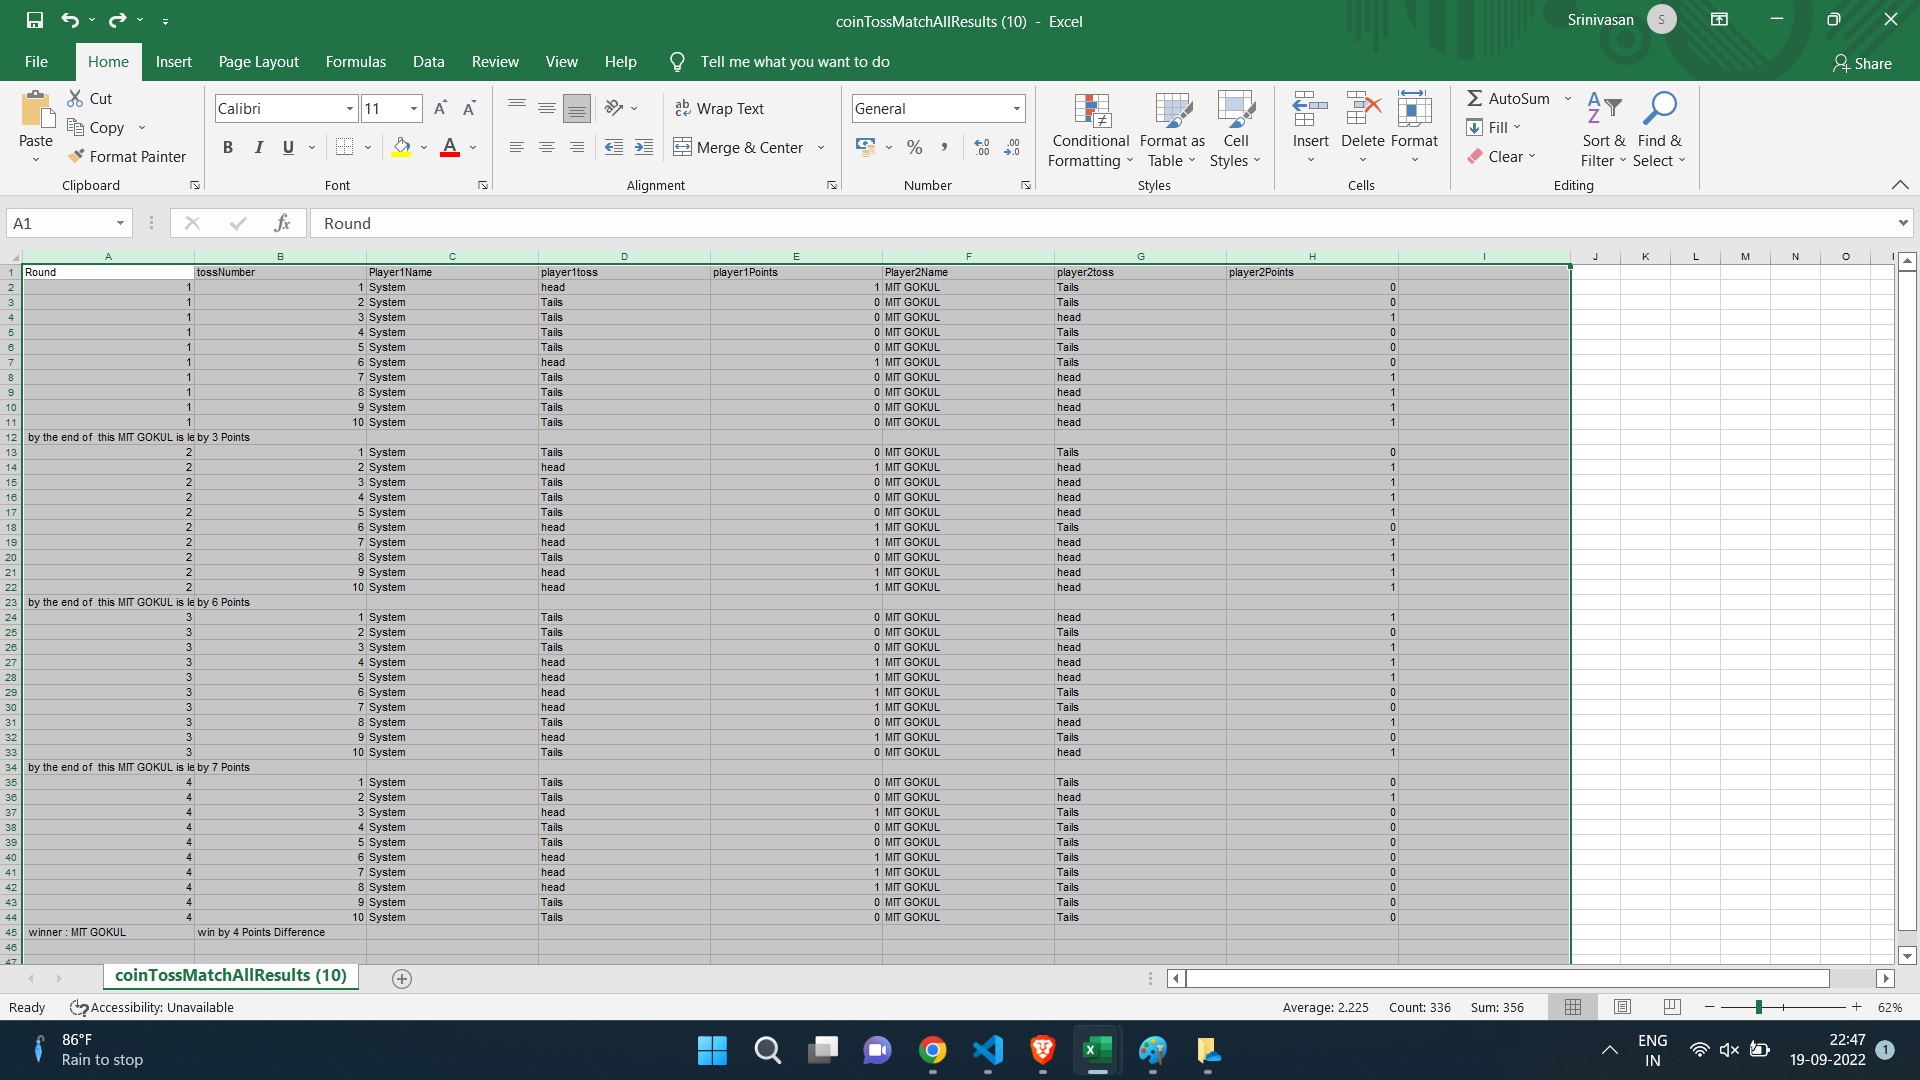 coinTossMatchAllResults (10) - Excel
Srinivasan S
File Home Insert Page Layout Formulas Data Review View Help Tell me what you want to do Share
Paste Cut Copy Format Painter Clipboard
Calibri 11 A A B I U A Font
ab Wrap Text Merge & Center Alignment
General % , Number
Conditional Formatting Format as Table Cell Styles Styles
Insert Delete Format Cells
AutoSum Fill Clear Sort & Filter Find & Select Editing
A1 fx Round
A B C D E F G H I J K L M N O
1 Round tossNumber Player1Name player1toss player1Points Player2Name player2toss player2Points
2 1 1 System head 1 MIT GOKUL Tails 0
3 1 2 System Tails 0 MIT GOKUL Tails 0
4 1 3 System Tails 0 MIT GOKUL head 1
5 1 4 System Tails 0 MIT GOKUL Tails 0
6 1 5 System Tails 0 MIT GOKUL Tails 0
7 1 6 System head 1 MIT GOKUL Tails 0
8 1 7 System Tails 0 MIT GOKUL head 1
9 1 8 System Tails 0 MIT GOKUL head 1
10 1 9 System Tails 0 MIT GOKUL head 1
11 1 10 System Tails 0 MIT GOKUL head 1
12 by the end of this MIT GOKUL is le by 3 Points
13 2 1 System Tails 0 MIT GOKUL Tails 0
14 2 2 System head 1 MIT GOKUL head 1
15 2 3 System Tails 0 MIT GOKUL head 1
16 2 4 System Tails 0 MIT GOKUL head 1
17 2 5 System Tails 0 MIT GOKUL head 1
18 2 6 System head 1 MIT GOKUL Tails 0
19 2 7 System head 1 MIT GOKUL head 1
20 2 8 System Tails 0 MIT GOKUL head 1
21 2 9 System head 1 MIT GOKUL head 1
22 2 10 System head 1 MIT GOKUL head 1
23 by the end of this MIT GOKUL is le by 6 Points
24 3 1 System Tails 0 MIT GOKUL head 1
25 3 2 System Tails 0 MIT GOKUL Tails 0
26 3 3 System Tails 0 MIT GOKUL head 1
27 3 4 System head 1 MIT GOKUL head 1
28 3 5 System head 1 MIT GOKUL head 1
29 3 6 System head 1 MIT GOKUL Tails 0
30 3 7 System head 1 MIT GOKUL Tails 0
31 3 8 System Tails 0 MIT GOKUL head 1
32 3 9 System head 1 MIT GOKUL Tails 0
33 3 10 System Tails 0 MIT GOKUL head 1
34 by the end of this MIT GOKUL is le by 7 Points
35 4 1 System Tails 0 MIT GOKUL Tails 0
36 4 2 System Tails 0 MIT GOKUL head 1
37 4 3 System head 1 MIT GOKUL Tails 0
38 4 4 System Tails 0 MIT GOKUL Tails 0
39 4 5 System Tails 0 MIT GOKUL Tails 0
40 4 6 System head 1 MIT GOKUL Tails 0
41 4 7 System head 1 MIT GOKUL Tails 0
42 4 8 System head 1 MIT GOKUL Tails 0
43 4 9 System Tails 0 MIT GOKUL Tails 0
44 4 10 System Tails 0 MIT GOKUL Tails 0
45 winner : MIT GOKUL win by 4 Points Difference
46
47
coinTossMatchAllResults (10)
Ready Accessibility: Unavailable Average: 2.225 Count: 336 Sum: 356 62%
86°F
Rain to stop
ENG
IN
22:47
19-09-2022
1